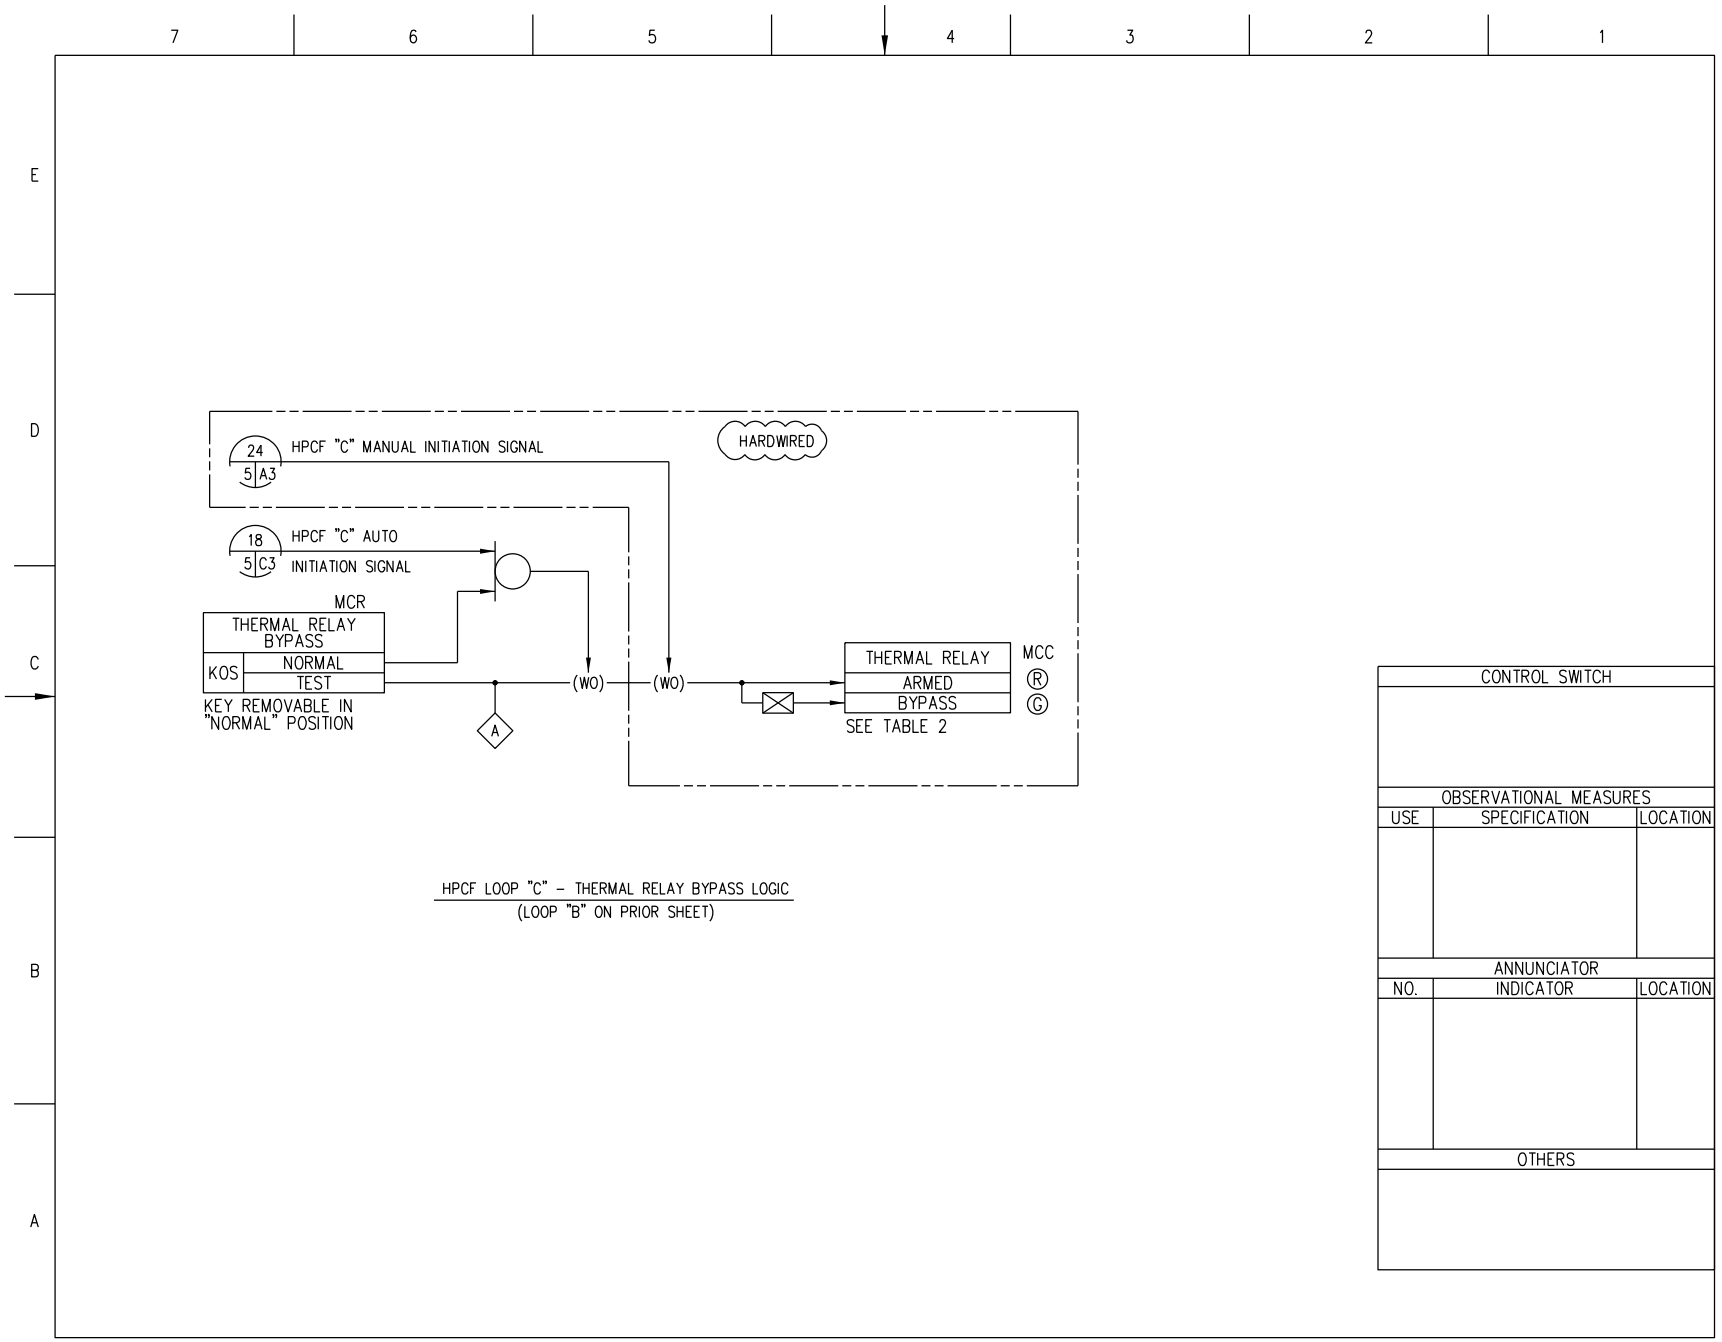 7 6 5 4 3 2 1
E
D
C
B
A
HARDWIRED
24
5 A3
HPCF "C" MANUAL INITIATION SIGNAL
18
5 C3
HPCF "C" AUTO
INITIATION SIGNAL
MCR
THERMAL RELAY
BYPASS
KOS
NORMAL
TEST
KEY REMOVABLE IN
"NORMAL" POSITION
A
(WO)
(WO)
THERMAL RELAY
ARMED
BYPASS
SEE TABLE 2
MCC
R
G
HPCF LOOP "C" - THERMAL RELAY BYPASS LOGIC
(LOOP "B" ON PRIOR SHEET)
CONTROL SWITCH
OBSERVATIONAL MEASURES
USE SPECIFICATION LOCATION
ANNUNCIATOR
NO. INDICATOR LOCATION
OTHERS